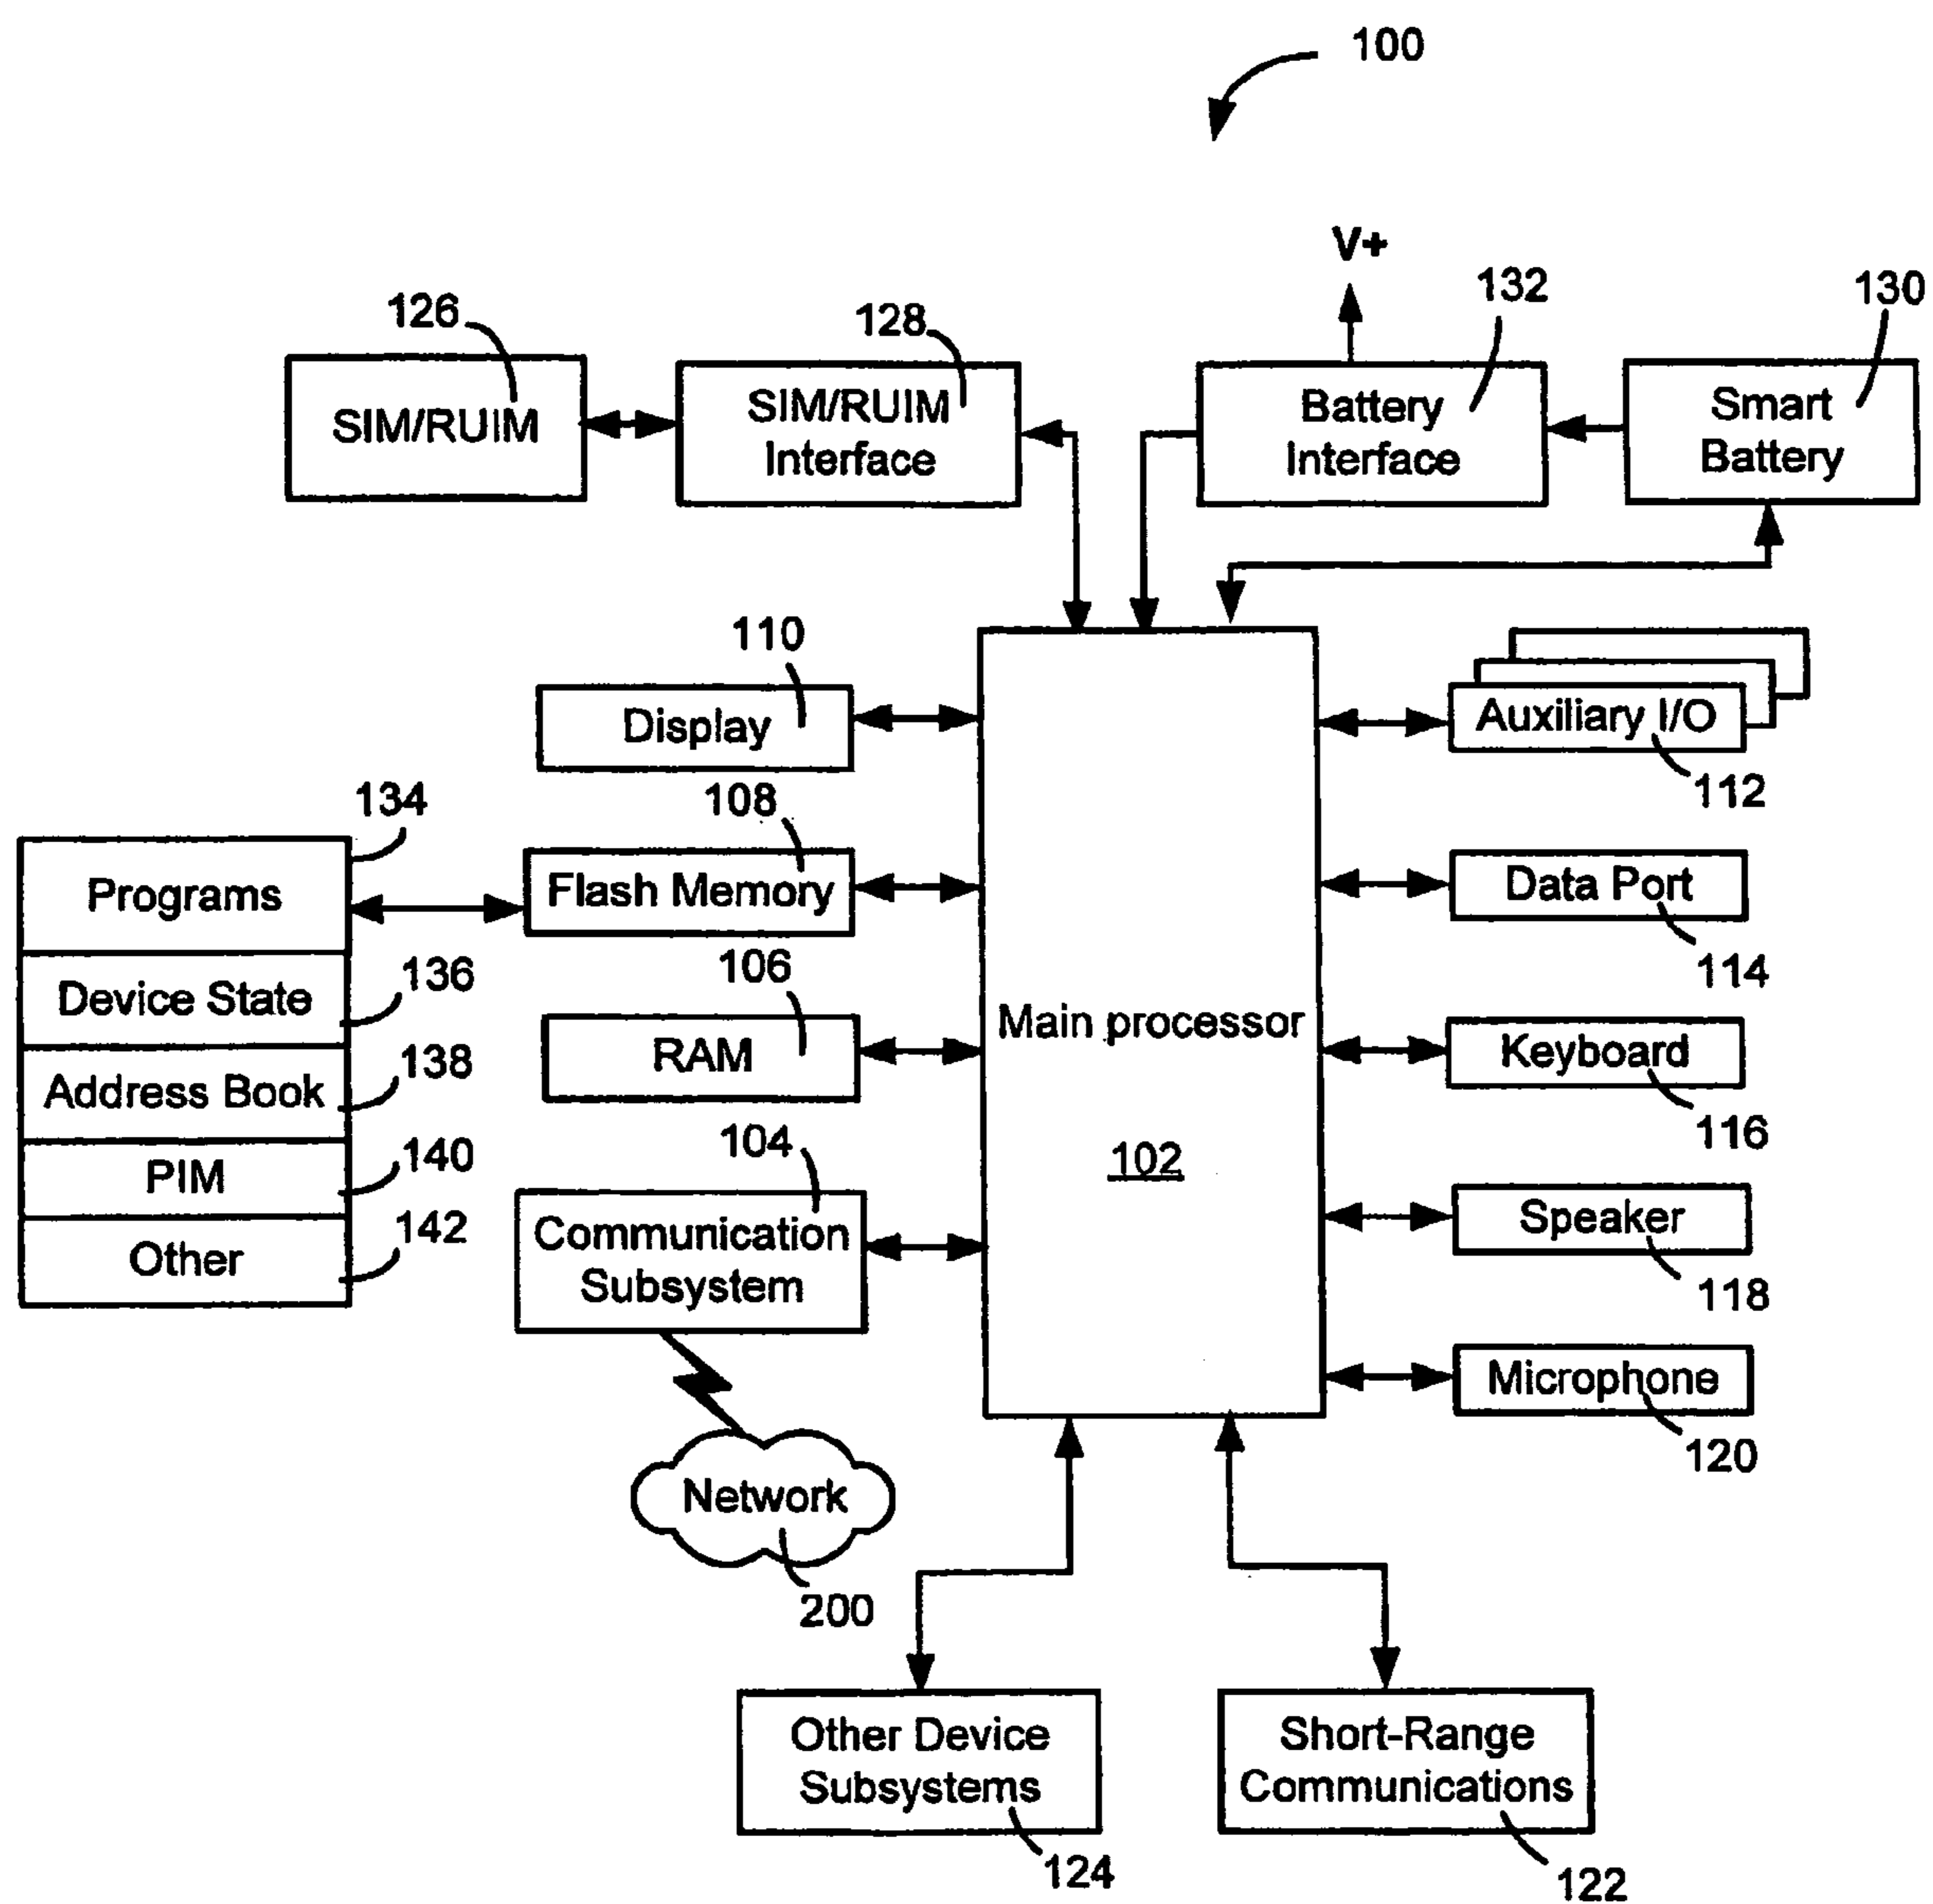 100
V+
132
130
126
128
SIM/RUIM
SIM/RUIM
Interface
Battery
Interface
Smart
Battery
110
Display
Auxiliary I/O
112
134
108
Programs
Flash Memory
Data Port
114
136
106
Device State
RAM
Main processor
102
Keyboard
116
138
Address Book
140
104
PIM
Communication
Subsystem
Speaker
118
142
Other
Microphone
120
Network
200
Other Device
Subsystems
124
Short-Range
Communications
122